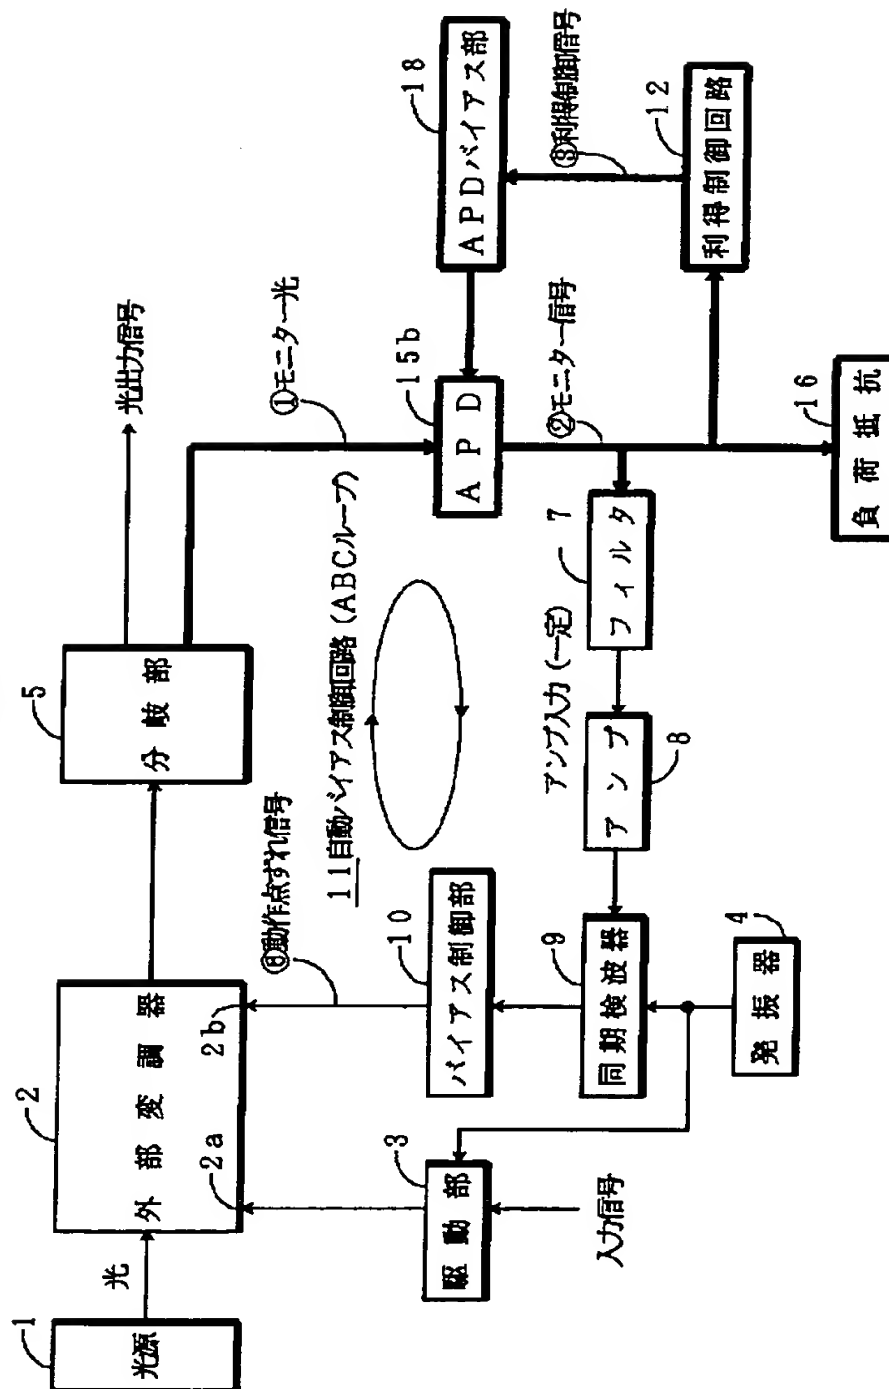 1
光源
光
2
外部変調器
2a
2b
5
分岐部
光出力信号
①モニター光
3
駆動部
入力信号
⑥動作点ずれ信号
11自動バイアス制御回路(ABCループ)
10
バイアス制御部
15b
APD
18
APDバイアス部
②モニター信号
③利得制御信号
9
同期検波器
8
アンプ
アンプ入力(一定)
7
フィルタ
12
利得制御回路
4
発振器
16
負荷抵抗